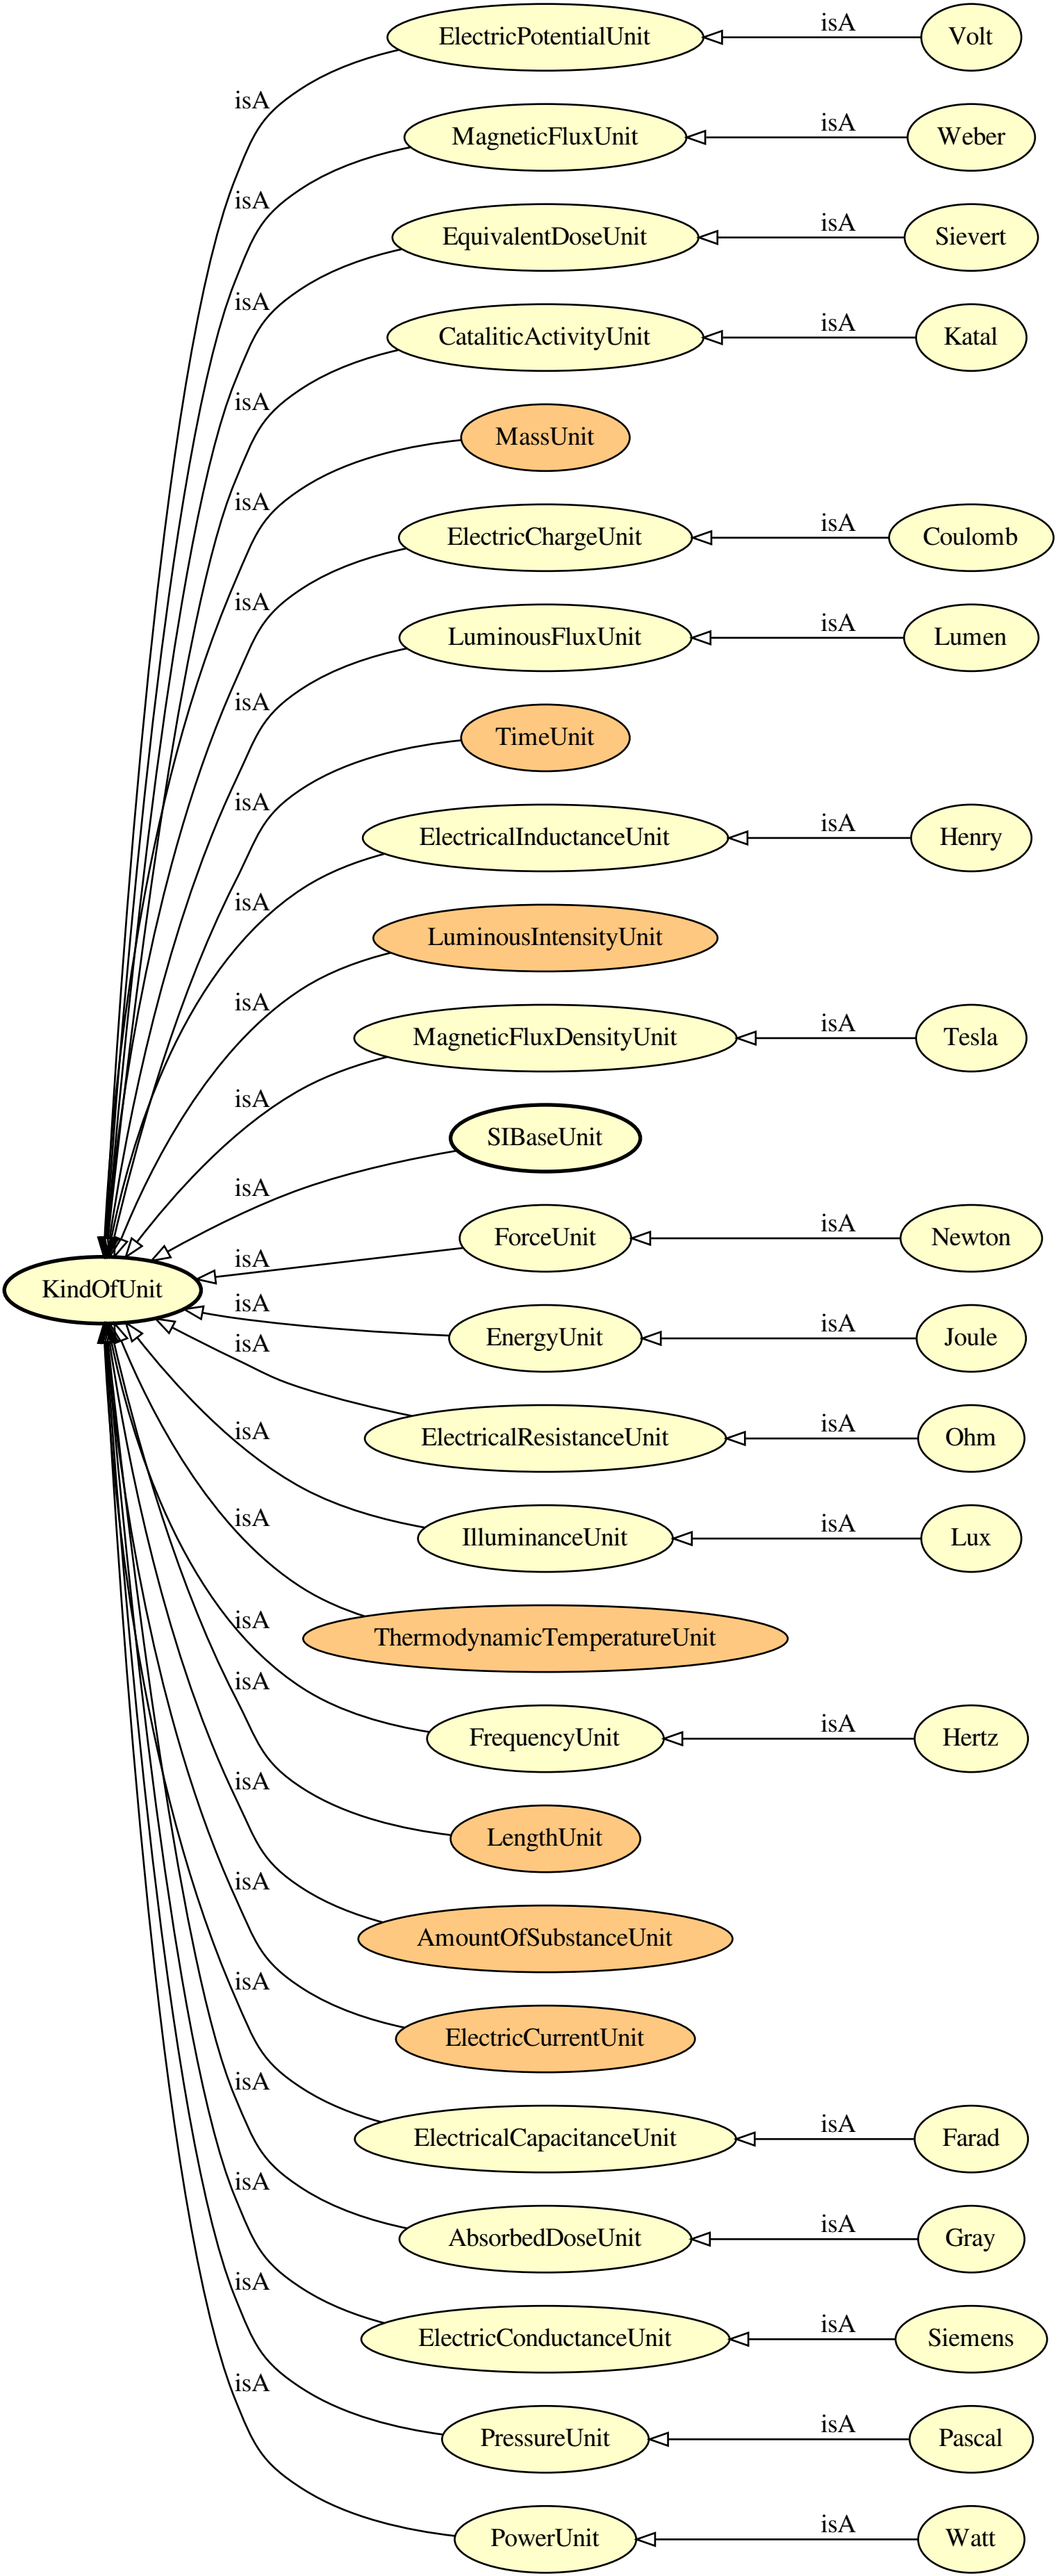 ElectricPotentialUnit isA Volt
isA
MagneticFluxUnit isA Weber
isA
EquivalentDoseUnit isA Sievert
isA
CataliticActivityUnit isA Katal
isA
MassUnit
isA
ElectricChargeUnit isA Coulomb
isA
LuminousFluxUnit isA Lumen
isA
TimeUnit
isA
ElectricalInductanceUnit isA Henry
isA
LuminousIntensityUnit
isA
MagneticFluxDensityUnit isA Tesla
isA
SIBaseUnit
isA
ForceUnit isA Newton
isA
KindOfUnit
isA
EnergyUnit isA Joule
isA
ElectricalResistanceUnit isA Ohm
isA
IlluminanceUnit isA Lux
isA
ThermodynamicTemperatureUnit
isA
FrequencyUnit isA Hertz
isA
LengthUnit
isA
AmountOfSubstanceUnit
isA
ElectricCurrentUnit
isA
ElectricalCapacitanceUnit isA Farad
isA
AbsorbedDoseUnit isA Gray
isA
ElectricConductanceUnit isA Siemens
isA
PressureUnit isA Pascal
isA
PowerUnit isA Watt